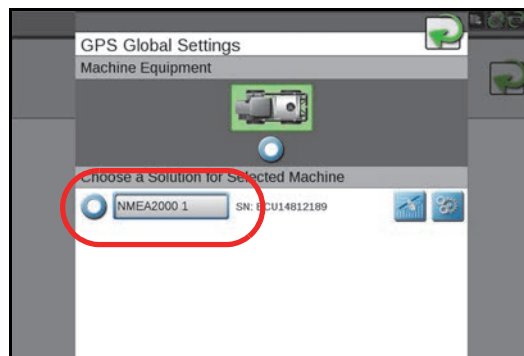 GPS Global Settings
Machine Equipment
Choose a Solution for Selected Machine
NMEA2000 1 SN: ECU14812189